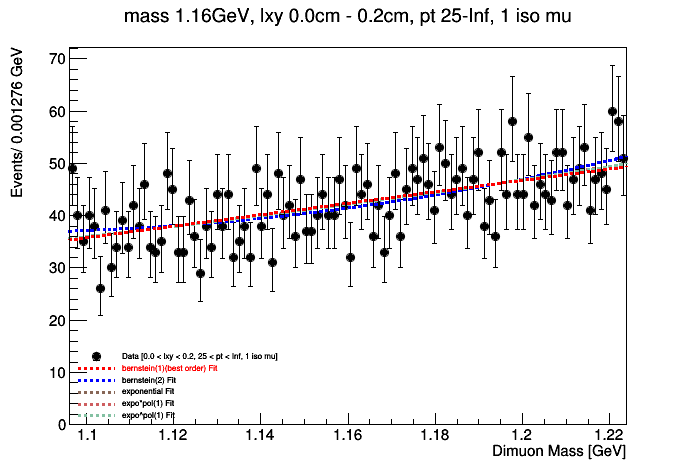 mass 1.16GeV, lxy 0.0cm - 0.2cm, pt 25-Inf, 1 iso mu
Events/ 0.001276 GeV
70
60
50
40
30
20
10
0
Data [0.0 < lxy < 0.2, 25 < pt < Inf, 1 iso mu]
bernstein(1)(best order) Fit
bernstein(2) Fit
exponential Fit
expo*pol(1) Fit
expo^pol(1) Fit
1.1 1.12 1.14 1.16 1.18 1.2 1.22
Dimuon Mass [GeV]